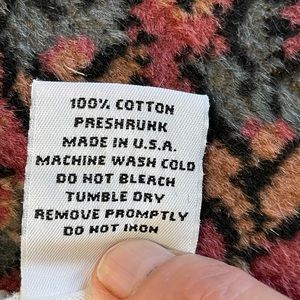 100% COTTON
PRESHRUNK
MADE IN U.S.A.
MACHINE WASH COLD
DO NOT BLEACH
TUMBLE DRY
REMOVE PROMPTLY
DO NOT IRON